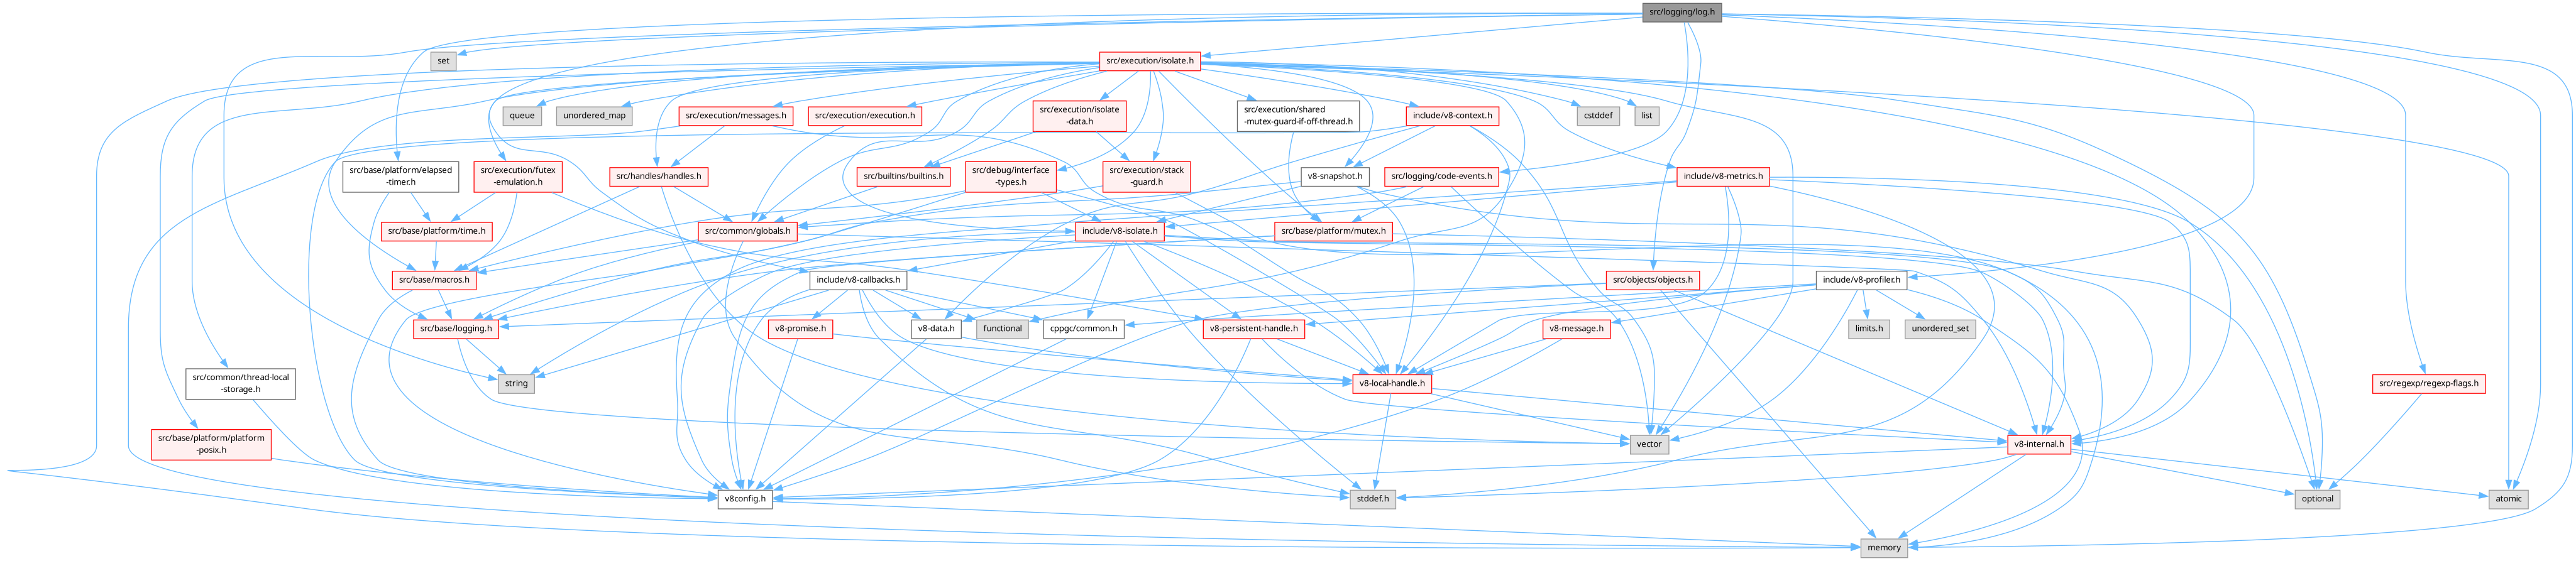 src/logging/log.h
set
src/execution/isolate.h
queue
unordered_map
src/execution/messages.h
src/execution/execution.h
src/execution/isolate
-data.h
src/execution/shared
-mutex-guard-if-off-thread.h
include/v8-context.h
cstddef
list
src/base/platform/elapsed
-timer.h
src/execution/futex
-emulation.h
src/handles/handles.h
src/builtins/builtins.h
src/debug/interface
-types.h
src/execution/stack
-guard.h
v8-snapshot.h
src/logging/code-events.h
include/v8-metrics.h
src/base/platform/time.h
src/common/globals.h
include/v8-isolate.h
src/base/platform/mutex.h
src/base/macros.h
include/v8-callbacks.h
src/objects/objects.h
include/v8-profiler.h
src/base/logging.h
v8-promise.h
v8-data.h
functional
cppgc/common.h
v8-persistent-handle.h
v8-message.h
limits.h
unordered_set
src/common/thread-local
-storage.h
string
v8-local-handle.h
src/regexp/regexp-flags.h
src/base/platform/platform
-posix.h
vector
v8-internal.h
v8config.h
stddef.h
optional
atomic
memory